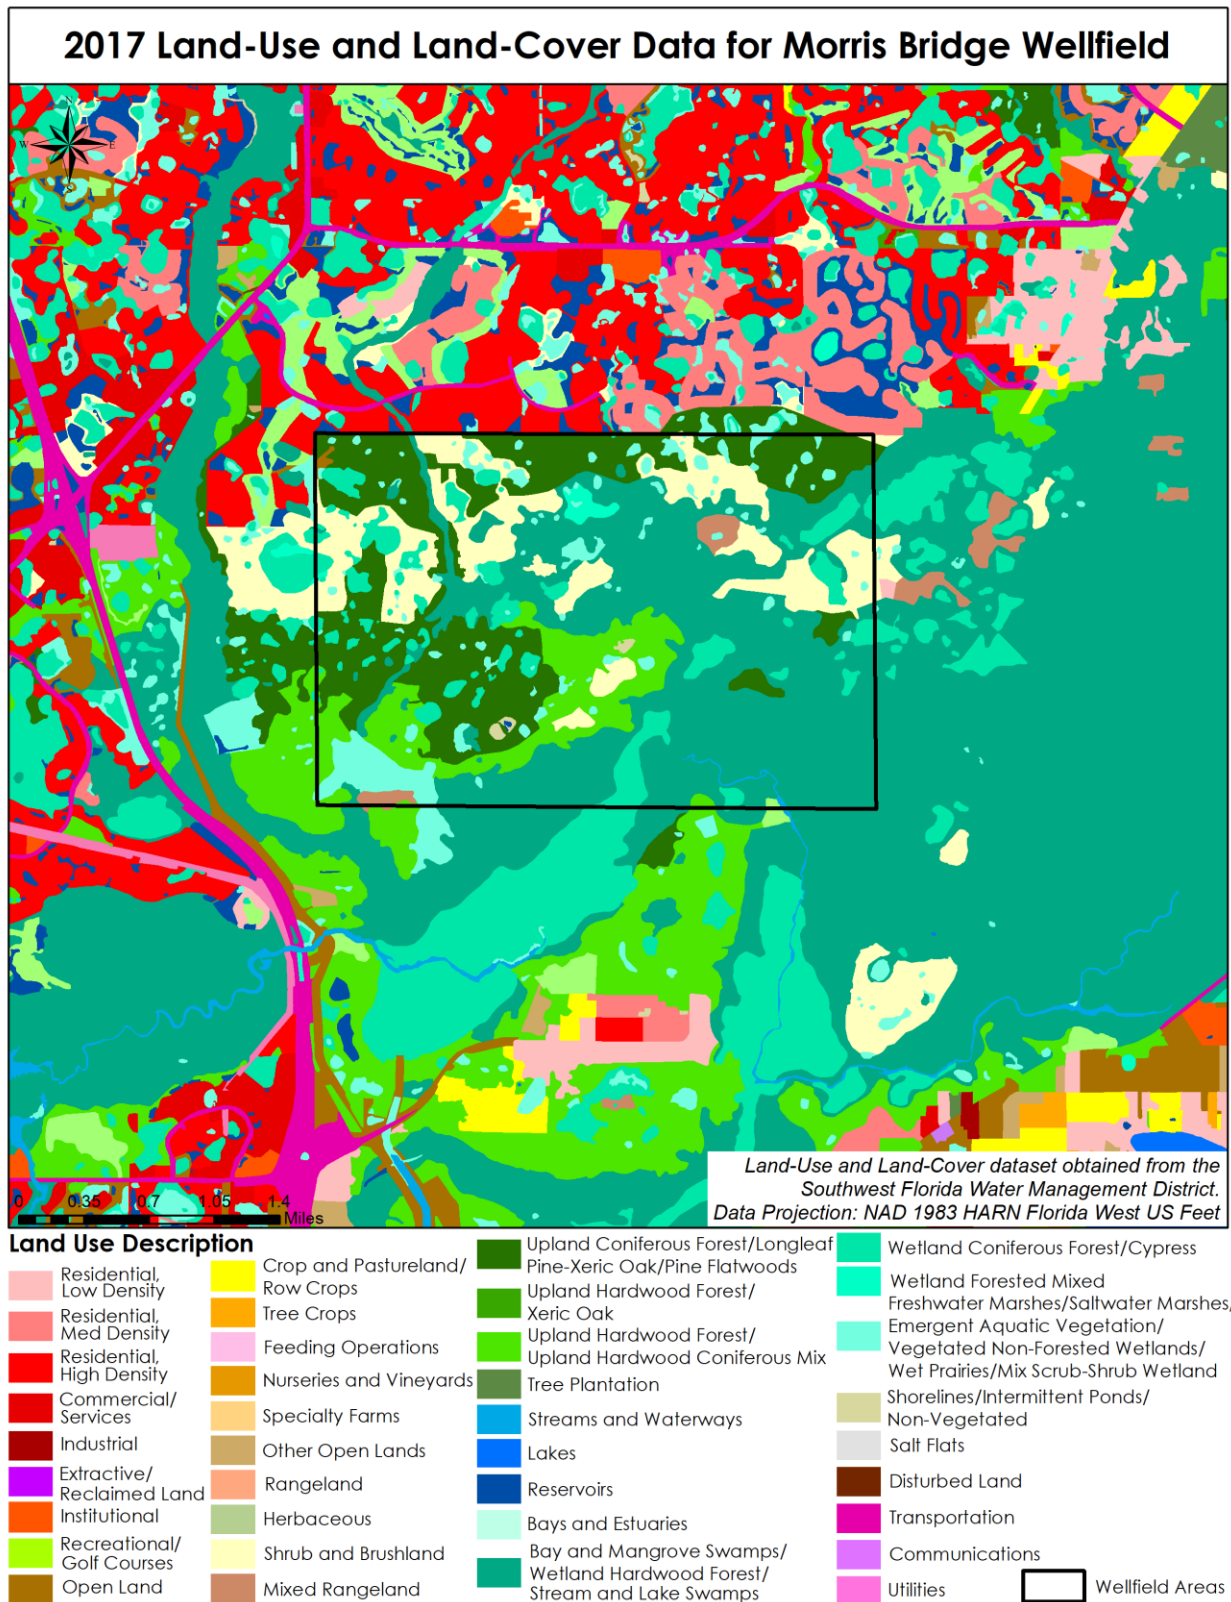 2017 Land-Use and Land-Cover Data for Morris Bridge Wellfield
N
W
E
S
Land-Use and Land-Cover dataset obtained from the
Southwest Florida Water Management District.
Data Projection: NAD 1983 HARN Florida West US Feet
0 0.35 0.7 1.05 1.4
Miles
Land Use Description
Residential,
Low Density
Residential,
Med Density
Residential,
High Density
Commercial/
Services
Industrial
Extractive/
Reclaimed Land
Institutional
Recreational/
Golf Courses
Open Land
Crop and Pastureland/
Row Crops
Tree Crops
Feeding Operations
Nurseries and Vineyards
Specialty Farms
Other Open Lands
Rangeland
Herbaceous
Shrub and Brushland
Mixed Rangeland
Upland Coniferous Forest/Longleaf
Pine-Xeric Oak/Pine Flatwoods
Upland Hardwood Forest/
Xeric Oak
Upland Hardwood Forest/
Upland Hardwood Coniferous Mix
Tree Plantation
Streams and Waterways
Lakes
Reservoirs
Bays and Estuaries
Bay and Mangrove Swamps/
Wetland Hardwood Forest/
Stream and Lake Swamps
Wetland Coniferous Forest/Cypress
Wetland Forested Mixed
Freshwater Marshes/Saltwater Marshes/
Emergent Aquatic Vegetation/
Vegetated Non-Forested Wetlands/
Wet Prairies/Mix Scrub-Shrub Wetland
Shorelines/Intermittent Ponds/
Non-Vegetated
Salt Flats
Disturbed Land
Transportation
Communications
Utilities
Wellfield Areas